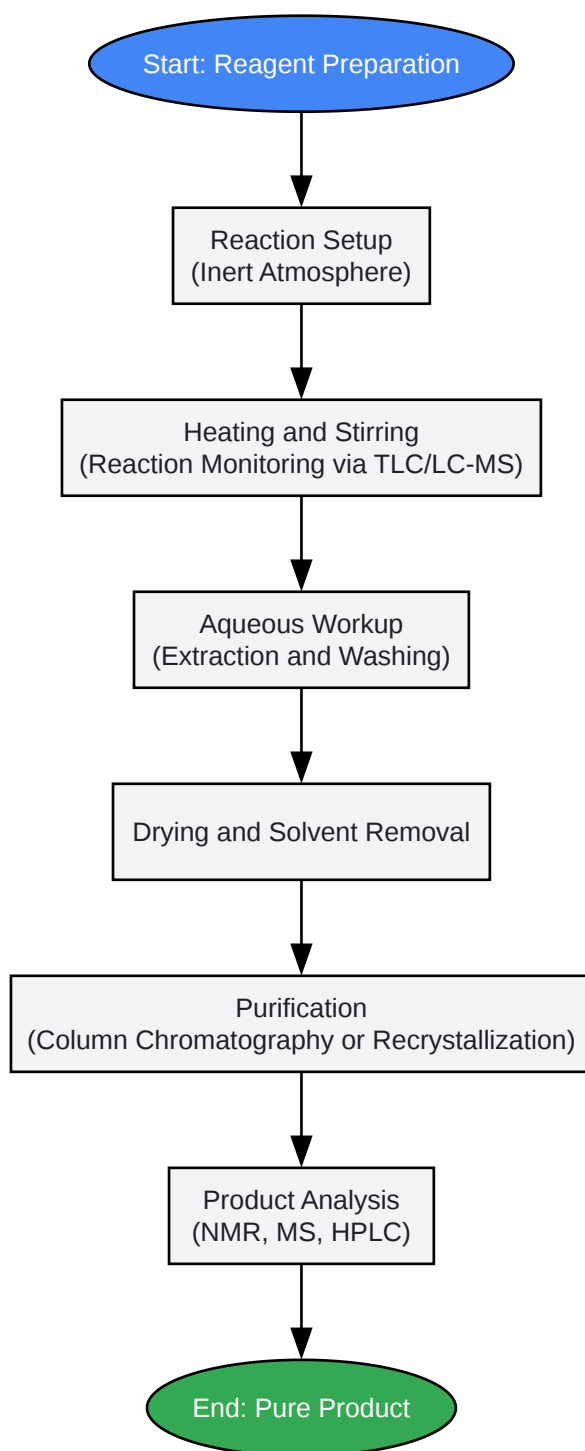 Start: Reagent Preparation
Reaction Setup
(Inert Atmosphere)
Heating and Stirring
(Reaction Monitoring via TLC/LC-MS)
Aqueous Workup
(Extraction and Washing)
Drying and Solvent Removal
Purification
(Column Chromatography or Recrystallization)
Product Analysis
(NMR, MS, HPLC)
End: Pure Product